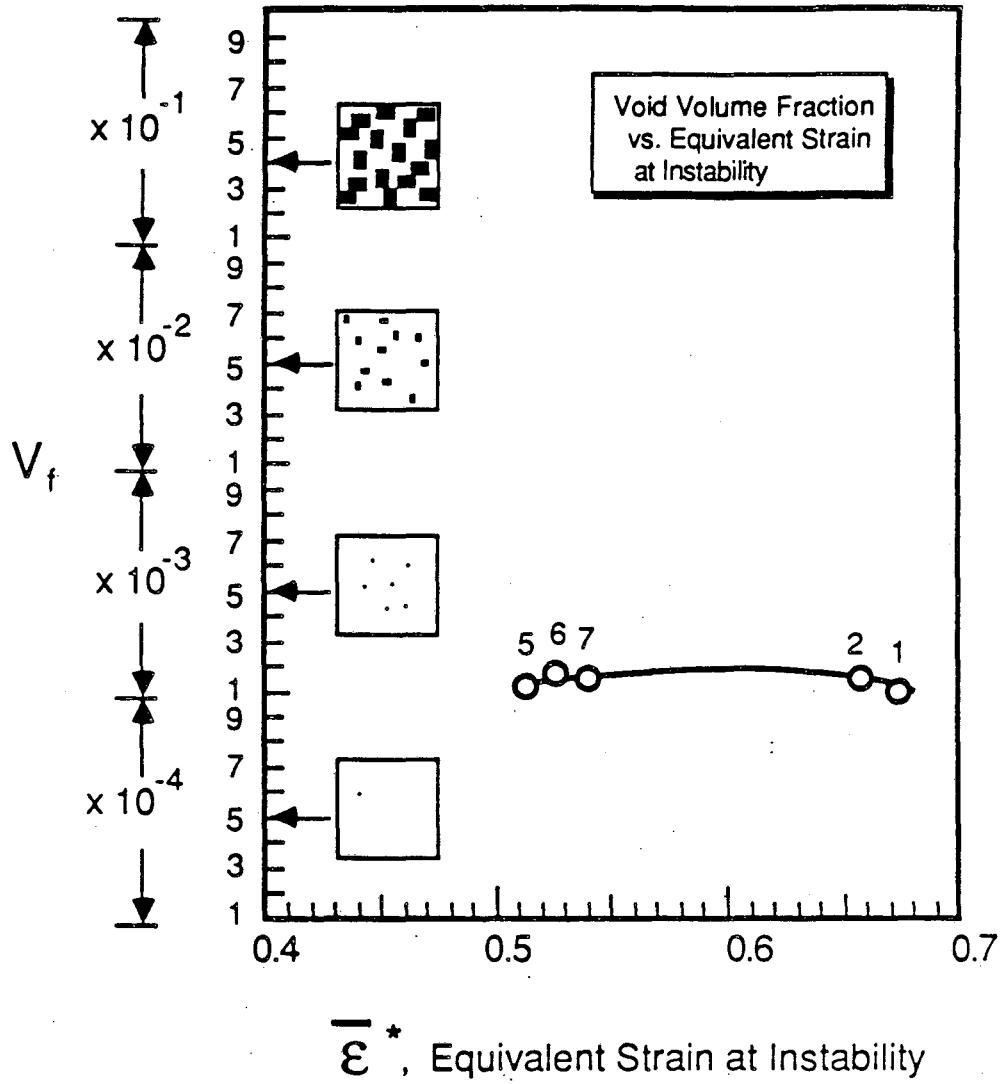 Void Volume Fraction
vs. Equivalent Strain
at Instability
V_f
x 10^-1
x 10^-2
x 10^-3
x 10^-4
9
7
5
3
1
9
7
5
3
1
9
7
5
3
1
9
7
5
3
1
5 6 7 2 1
0.4 0.5 0.6 0.7
ε̅*, Equivalent Strain at Instability